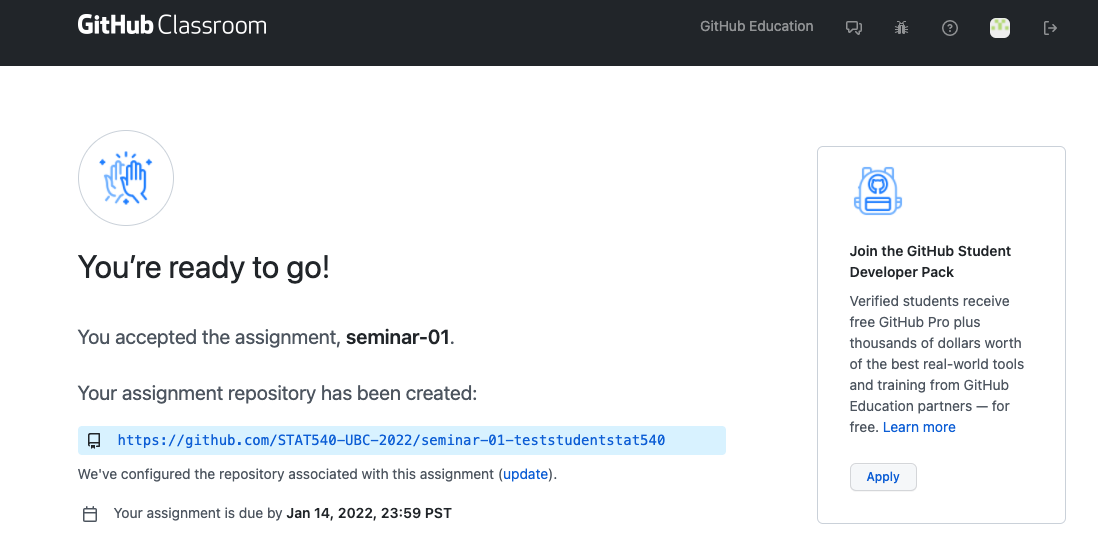 GitHub Classroom
GitHub Education
You’re ready to go!
You accepted the assignment, seminar-01.
Your assignment repository has been created:
https://github.com/STAT540-UBC-2022/seminar-01-teststudentstat540
We've configured the repository associated with this assignment (update).
Your assignment is due by Jan 14, 2022, 23:59 PST
Join the GitHub Student
Developer Pack
Verified students receive
free GitHub Pro plus
thousands of dollars worth
of the best real-world tools
and training from GitHub
Education partners — for
free. Learn more
Apply